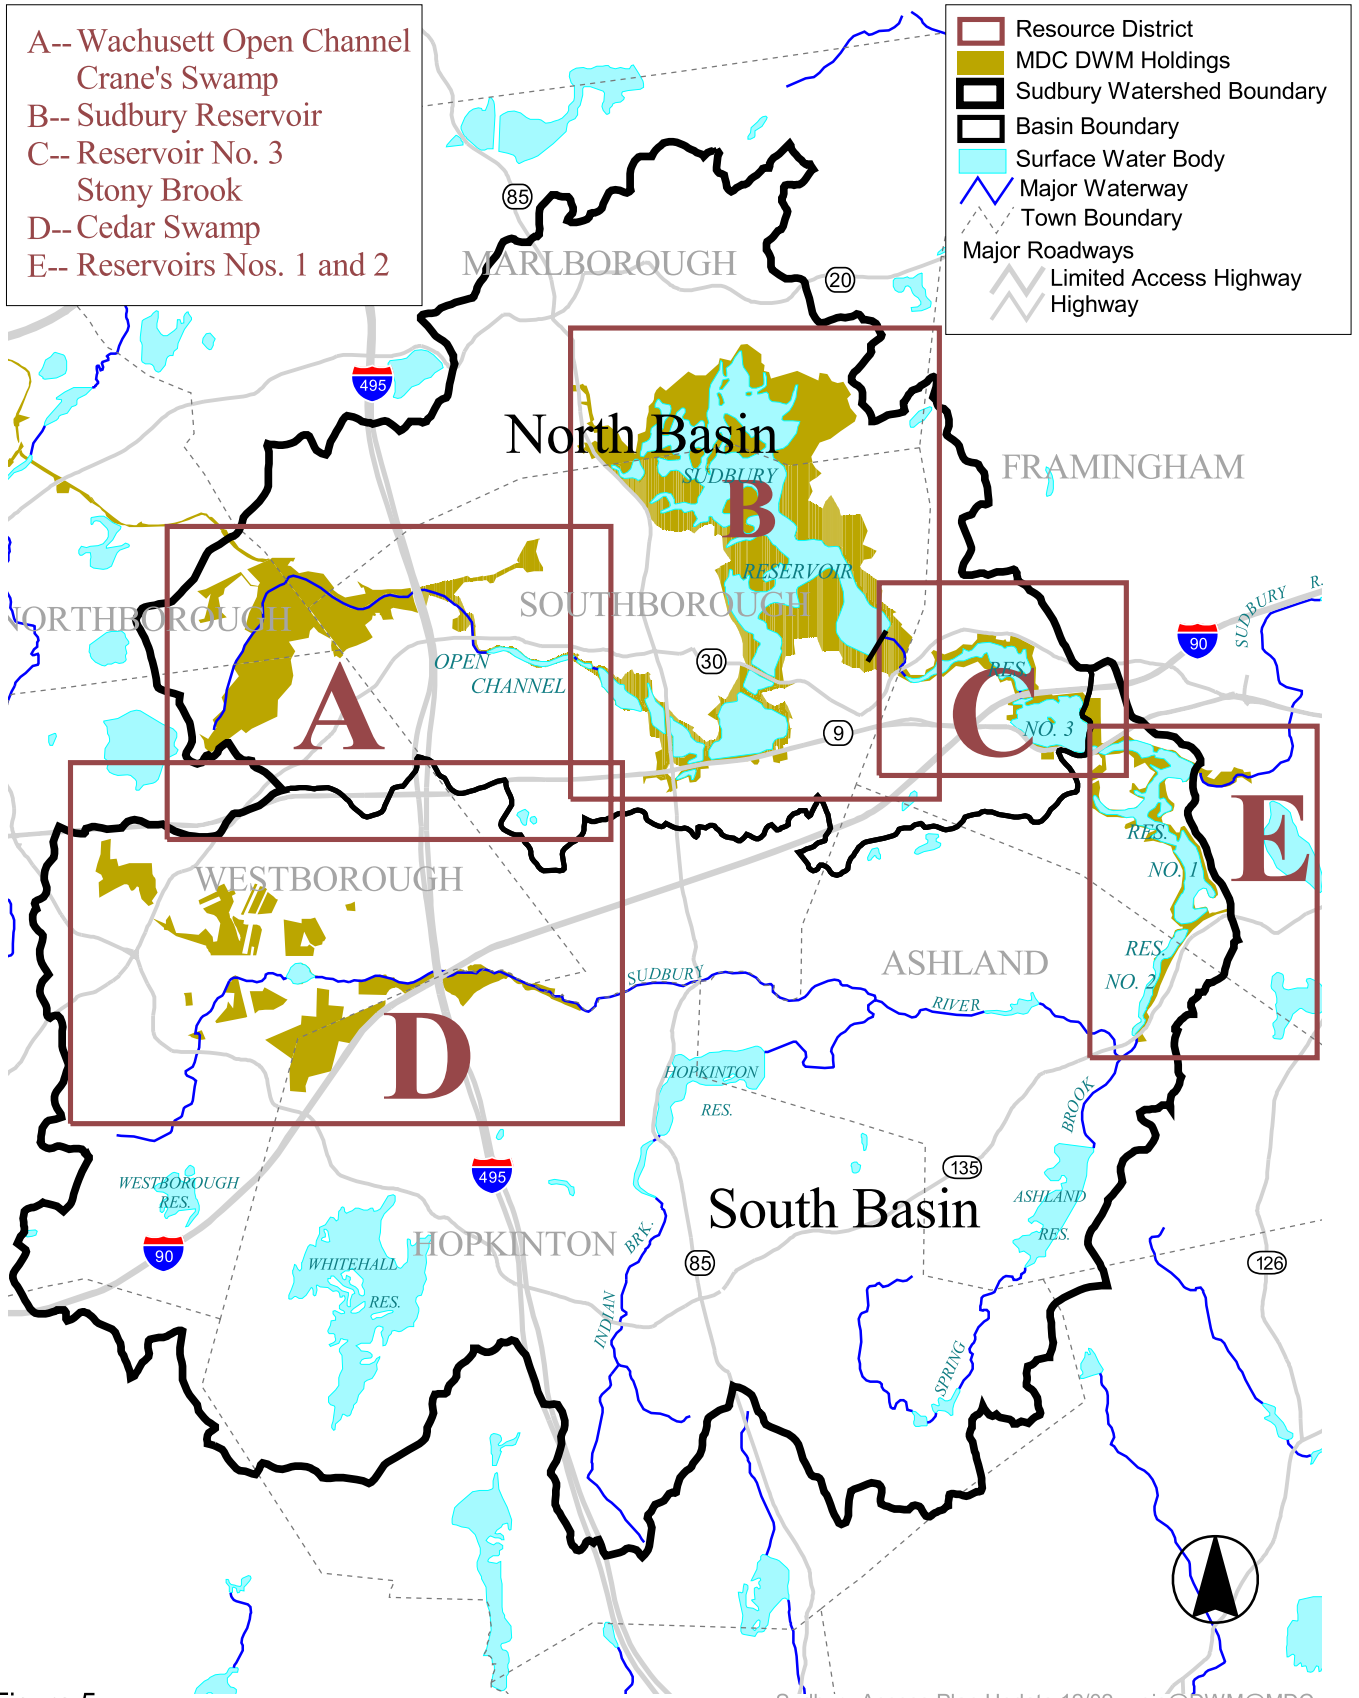 A-- Wachusett Open Channel
Crane's Swamp
B-- Sudbury Reservoir
C-- Reservoir No. 3
Stony Brook
D-- Cedar Swamp
E-- Reservoirs Nos. 1 and 2
Resource District
MDC DWM Holdings
Sudbury Watershed Boundary
Basin Boundary
Surface Water Body
Major Waterway
Town Boundary
Major Roadways
Limited Access Highway
Highway
85
MARLBOROUGH
20
495
North Basin
FRAMINGHAM
SUDBURY
B
RESERVOIR
SOUTHBOROUGH
NORTHBOROUGH
SUDBURY
R.
90
OPEN
CHANNEL
30
A
RES.
C
NO. 3
9
E
RES.
NO. 1
WESTBOROUGH
RES.
NO. 2
ASHLAND
SUDBURY
RIVER
D
HOPKINTON
RES.
BROOK
495
135
WESTBOROUGH
RES.
South Basin
ASHLAND
RES.
90
HOPKINTON
BRK.
WHITEHALL
RES.
85
126
INDIAN
SPRING